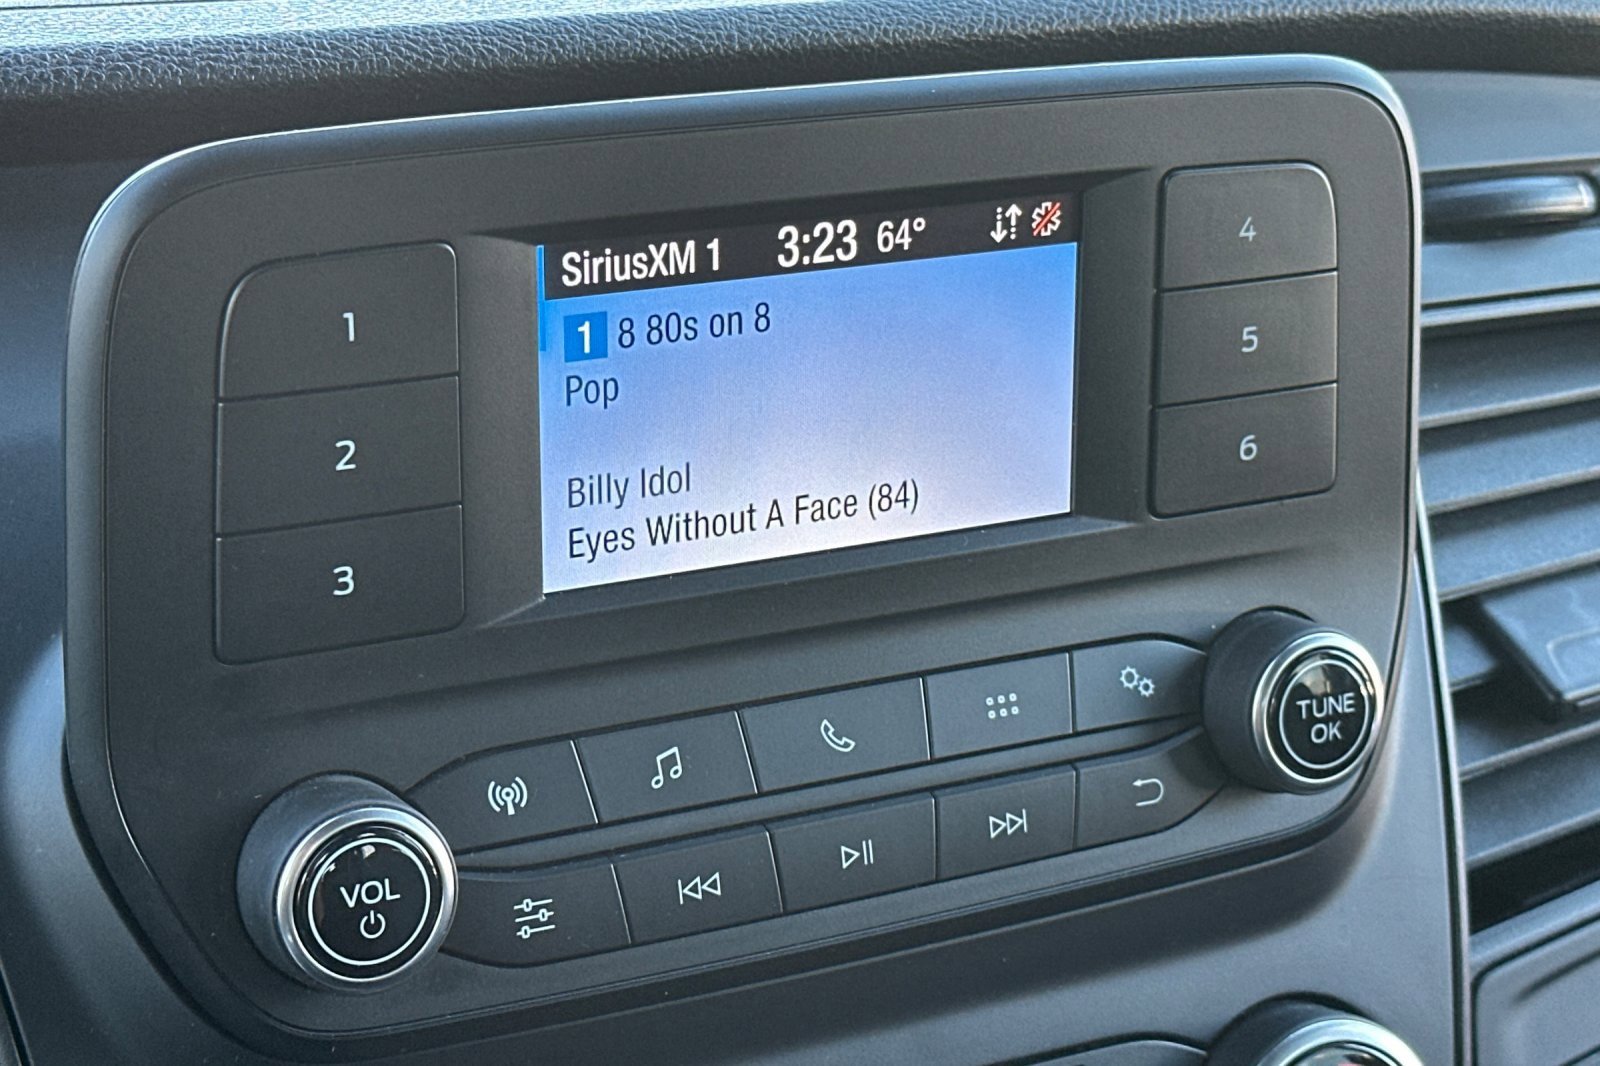 SiriusXM 1 3:23 64°
1 8 80s on 8
Pop
Billy Idol
Eyes Without A Face (84)
1
2
3
4
5
6
VOL
TUNE
OK